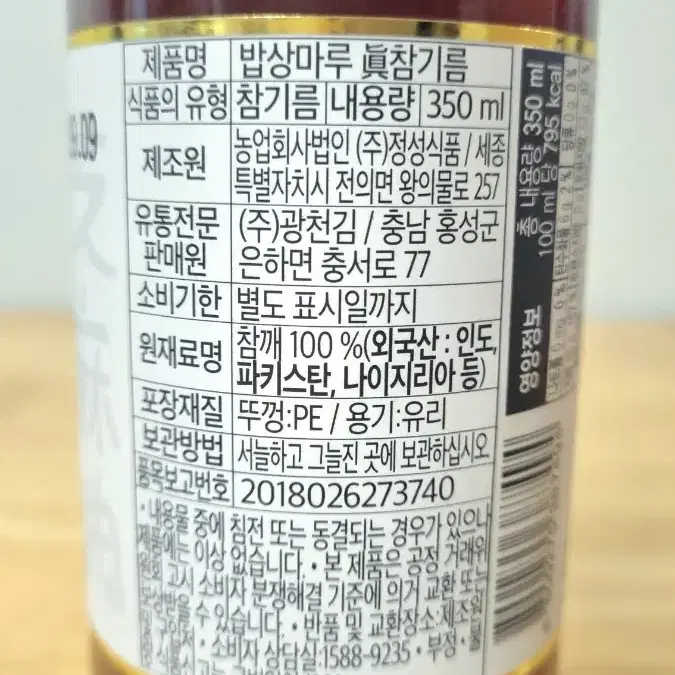 제품명 밥상마루 眞참기름
식품의 유형 참기름 내용량 350 ml
제조원 농업회사법인 (주)정성식품 / 세종
특별자치시 전의면 왕의물로 257
유통전문
판매원
(주)광천김 / 충남 홍성군
은하면 충서로 77
소비기한 별도 표시일까지
원재료명 참깨 100 %(외국산 : 인도,
파키스탄, 나이지리아 등)
포장재질 뚜껑:PE / 용기:유리
보관방법 서늘하고 그늘진 곳에 보관하십시오
품목보고번호 2018026273740
• 내용물 중에 침전 또는 동결되는 경우가 있으나
제품에는 이상 없습니다. • 본 제품은 공정 거래위
원회 고시 소비자 분쟁해결 기준에 의거 교환 또는
보상받을 수 있습니다. • 반품 및 교환장소:제조원
및 구입처 • 소비자 상담실:1588-9235 • 부정 • 불
.09
영양정보
총 내용량 350 ml
100 ml 당 795 kcal